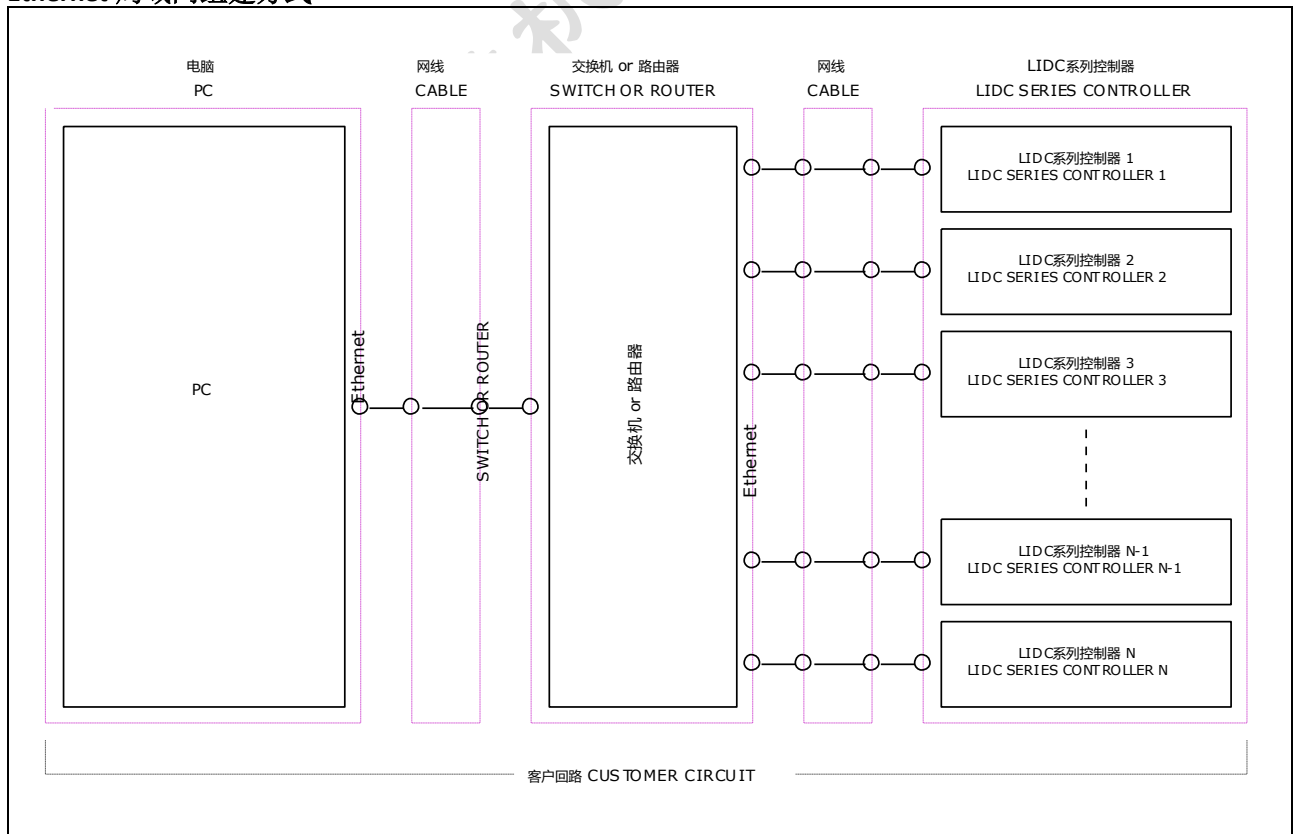 电脑
PC
网线
CABLE
交换机 or 路由器
SWITCH OR ROUTER
网线
CABLE
LIDC系列控制器
LIDC SERIES CONTROLLER
PC
Ethernet
SWITCH OR ROUTER
交换机 or 路由器
Ethernet
LIDC系列控制器 1
LIDC SERIES CONTROLLER 1
LIDC系列控制器 2
LIDC SERIES CONTROLLER 2
LIDC系列控制器 3
LIDC SERIES CONTROLLER 3
LIDC系列控制器 N-1
LIDC SERIES CONTROLLER N-1
LIDC系列控制器 N
LIDC SERIES CONTROLLER N
客户回路 CUSTOMER CIRCUIT